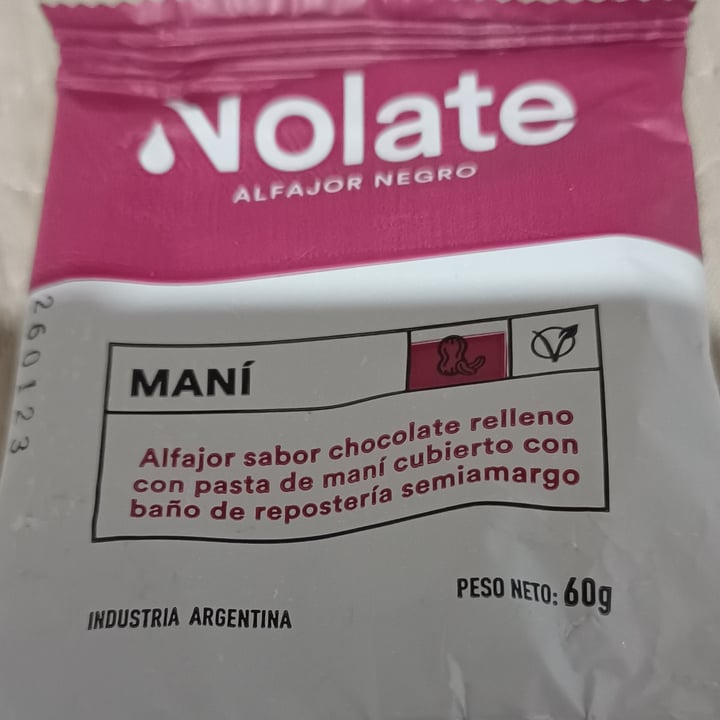 Nolate
ALFAJOR NEGRO
260123
MANÍ
Alfajor sabor chocolate relleno
con pasta de maní cubierto con
baño de repostería semiamargo
PESO NETO: 60g
INDUSTRIA ARGENTINA